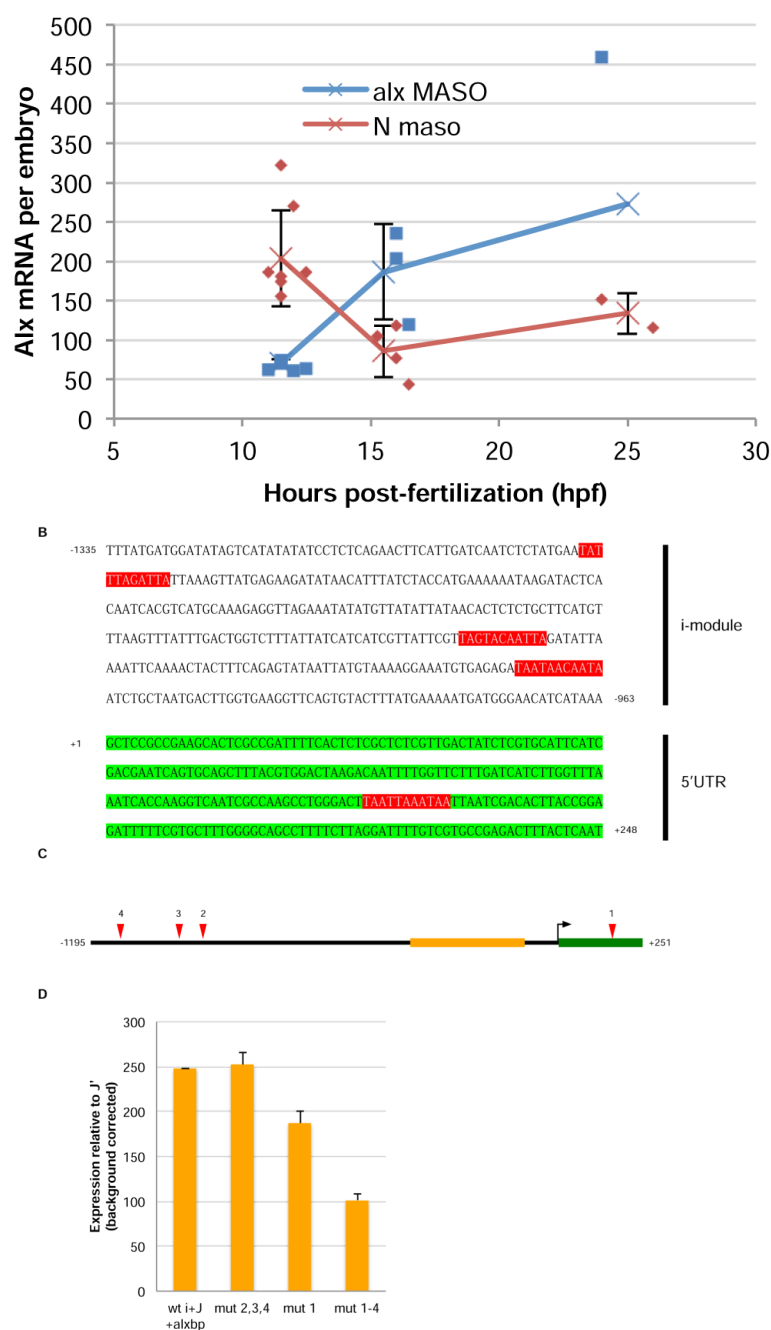 500
450
400
350
300
250
200
150
100
50
0
Alx mRNA per embryo
alx MASO
N maso
5 10 15 20 25 30
Hours post-fertilization (hpf)
B
-1335 TTTATGATGGATATAGTCATATATATCCTCTCAGAACTTCATTGATCAATCTCTATGAATAT
TTAGATTATTAAAGTTATGAGAAGATATAACATTTATCTACCATGAAAAAATAAGATACTCA
CAATCACGTCATGCAAAGAGGTTAGAAATATATGTTATATTATAACACTCTCTGCTTCATGT
TTAAGTTTATTTGACTGGTCTTTATTATCATCATCGTTATTCGTTAGTACAATTAGATATTA
AAATTCAAAACTACTTTCAGAGTATAATTATGTAAAAGGAAATGTGAGAGATAATAACAATA
ATCTGCTAATGACTTGGTGAAGGTTCAGTGTACTTTATGAAAAATGATGGGAACATCATAAA -963
i-module
+1 GCTCCGCCGAAGCACTCGCCGATTTTCACTCTCGCTCTCGTTGACTATCTCGTGCATTCATC
GACGAATCAGTGCAGCTTTACGTGGACTAAGACAATTTTGGTTCTTTGATCATCTTGGTTTA
AATCACCAAGGTCAATCGCCAAGCCTGGGACTTAATTAAATAATTAATCGACACTTACCGGA
GATTTTTCGTGCTTTGGGGCAGCCTTTTCTTAGGATTTTGTCGTGCCGAGACTTTACTCAAT +248
5'UTR
C
4 3 2 1
-1195 +251
D
300
250
200
150
100
50
0
Expression relative to J'
(background corrected)
wt i+J mut 2,3,4 mut 1 mut 1-4
+alxbp